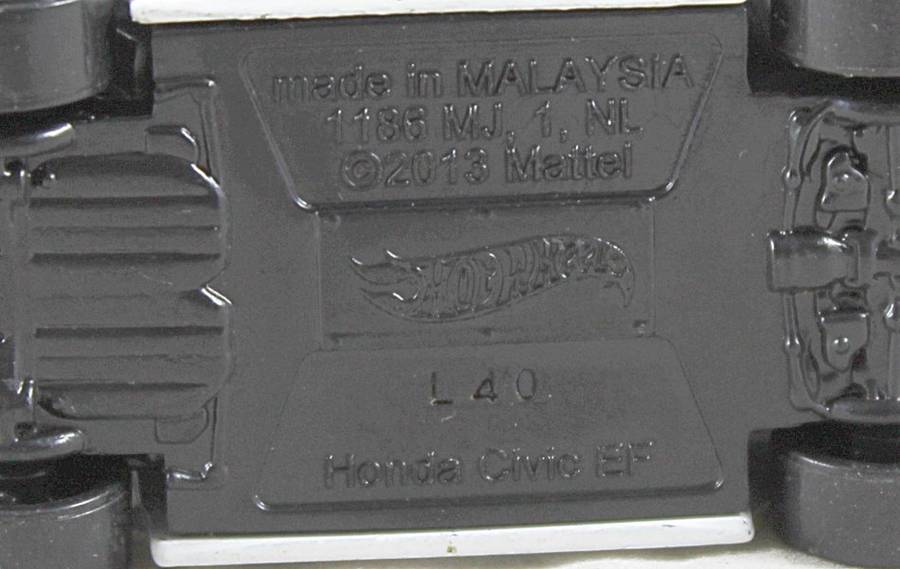 made in MALAYSIA
1186 MJ, 1, NL
©2013 Mattel
HOT WHEELS
L 40
Honda Civic EF